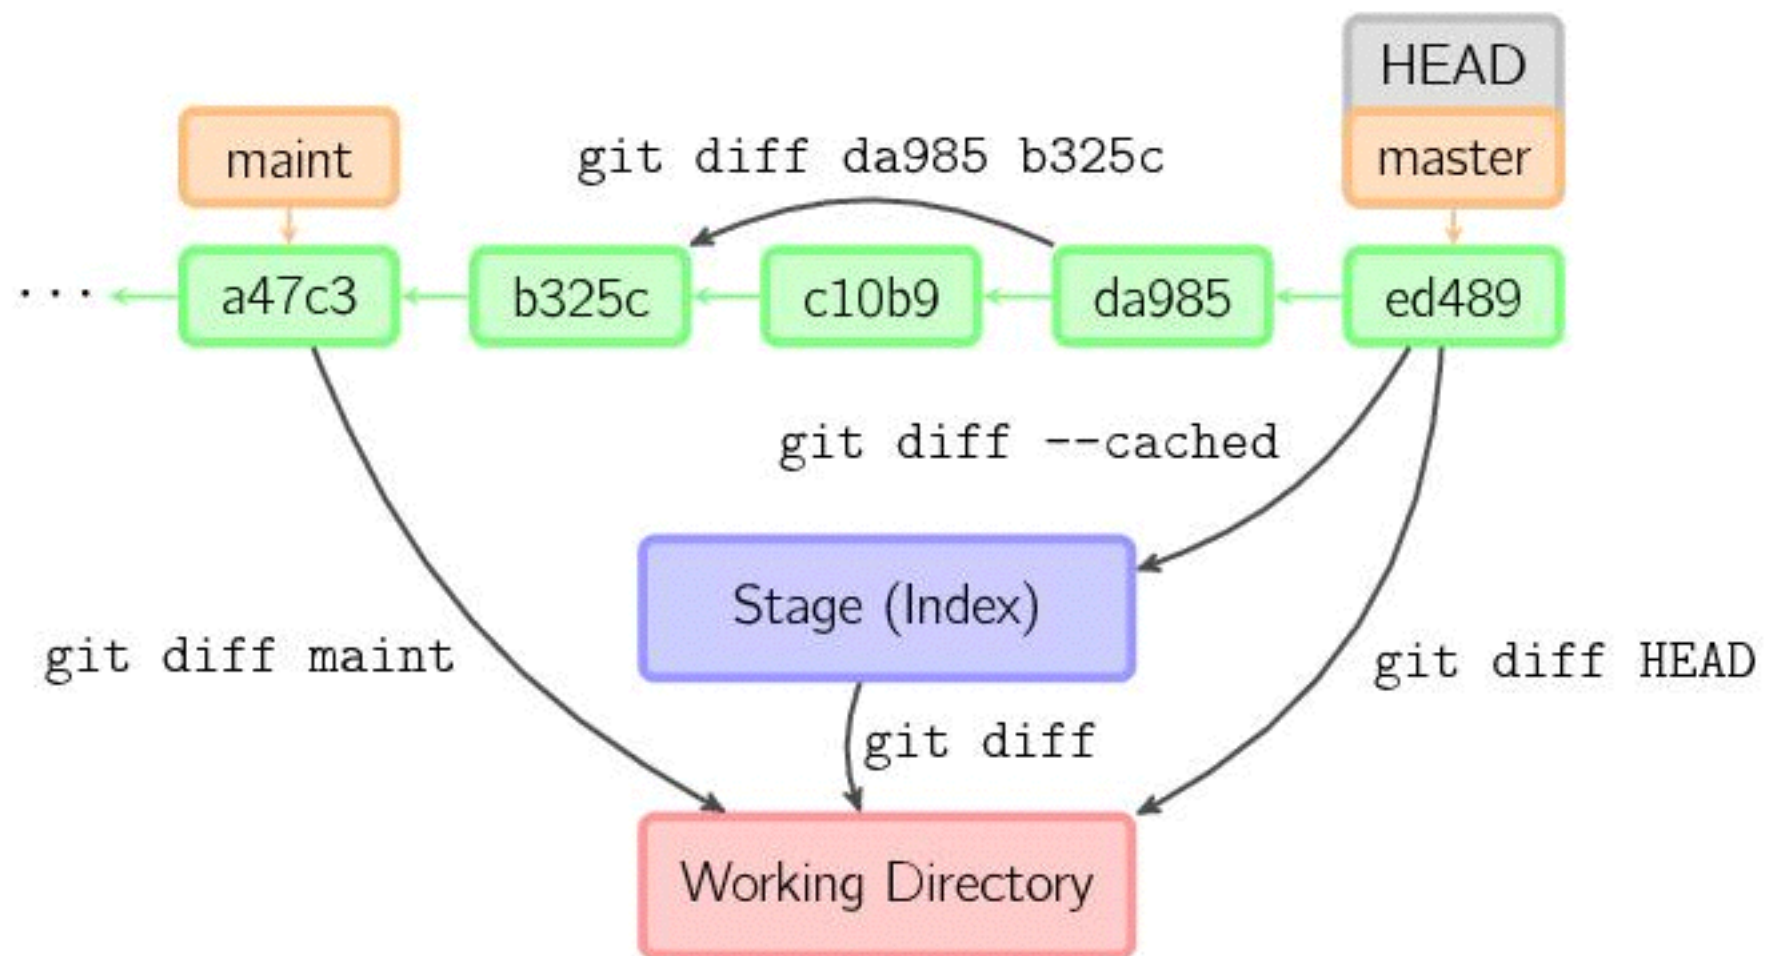 HEAD
maint
git diff da985 b325c
master
...
a47c3
b325c
c10b9
da985
ed489
git diff --cached
Stage (Index)
git diff maint
git diff HEAD
git diff
Working Directory